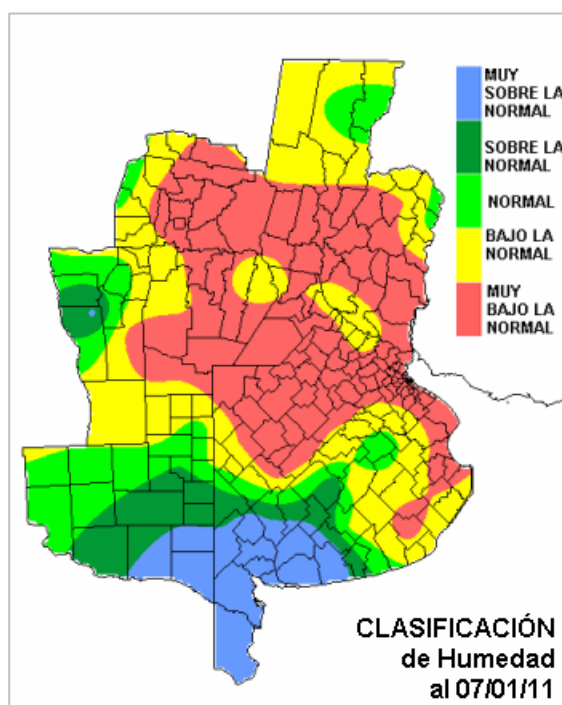 MUY
SOBRE LA
NORMAL
SOBRE LA
NORMAL
NORMAL
BAJO LA
NORMAL
MUY
BAJO LA
NORMAL
CLASIFICACIÓN
de Humedad
al 07/01/11